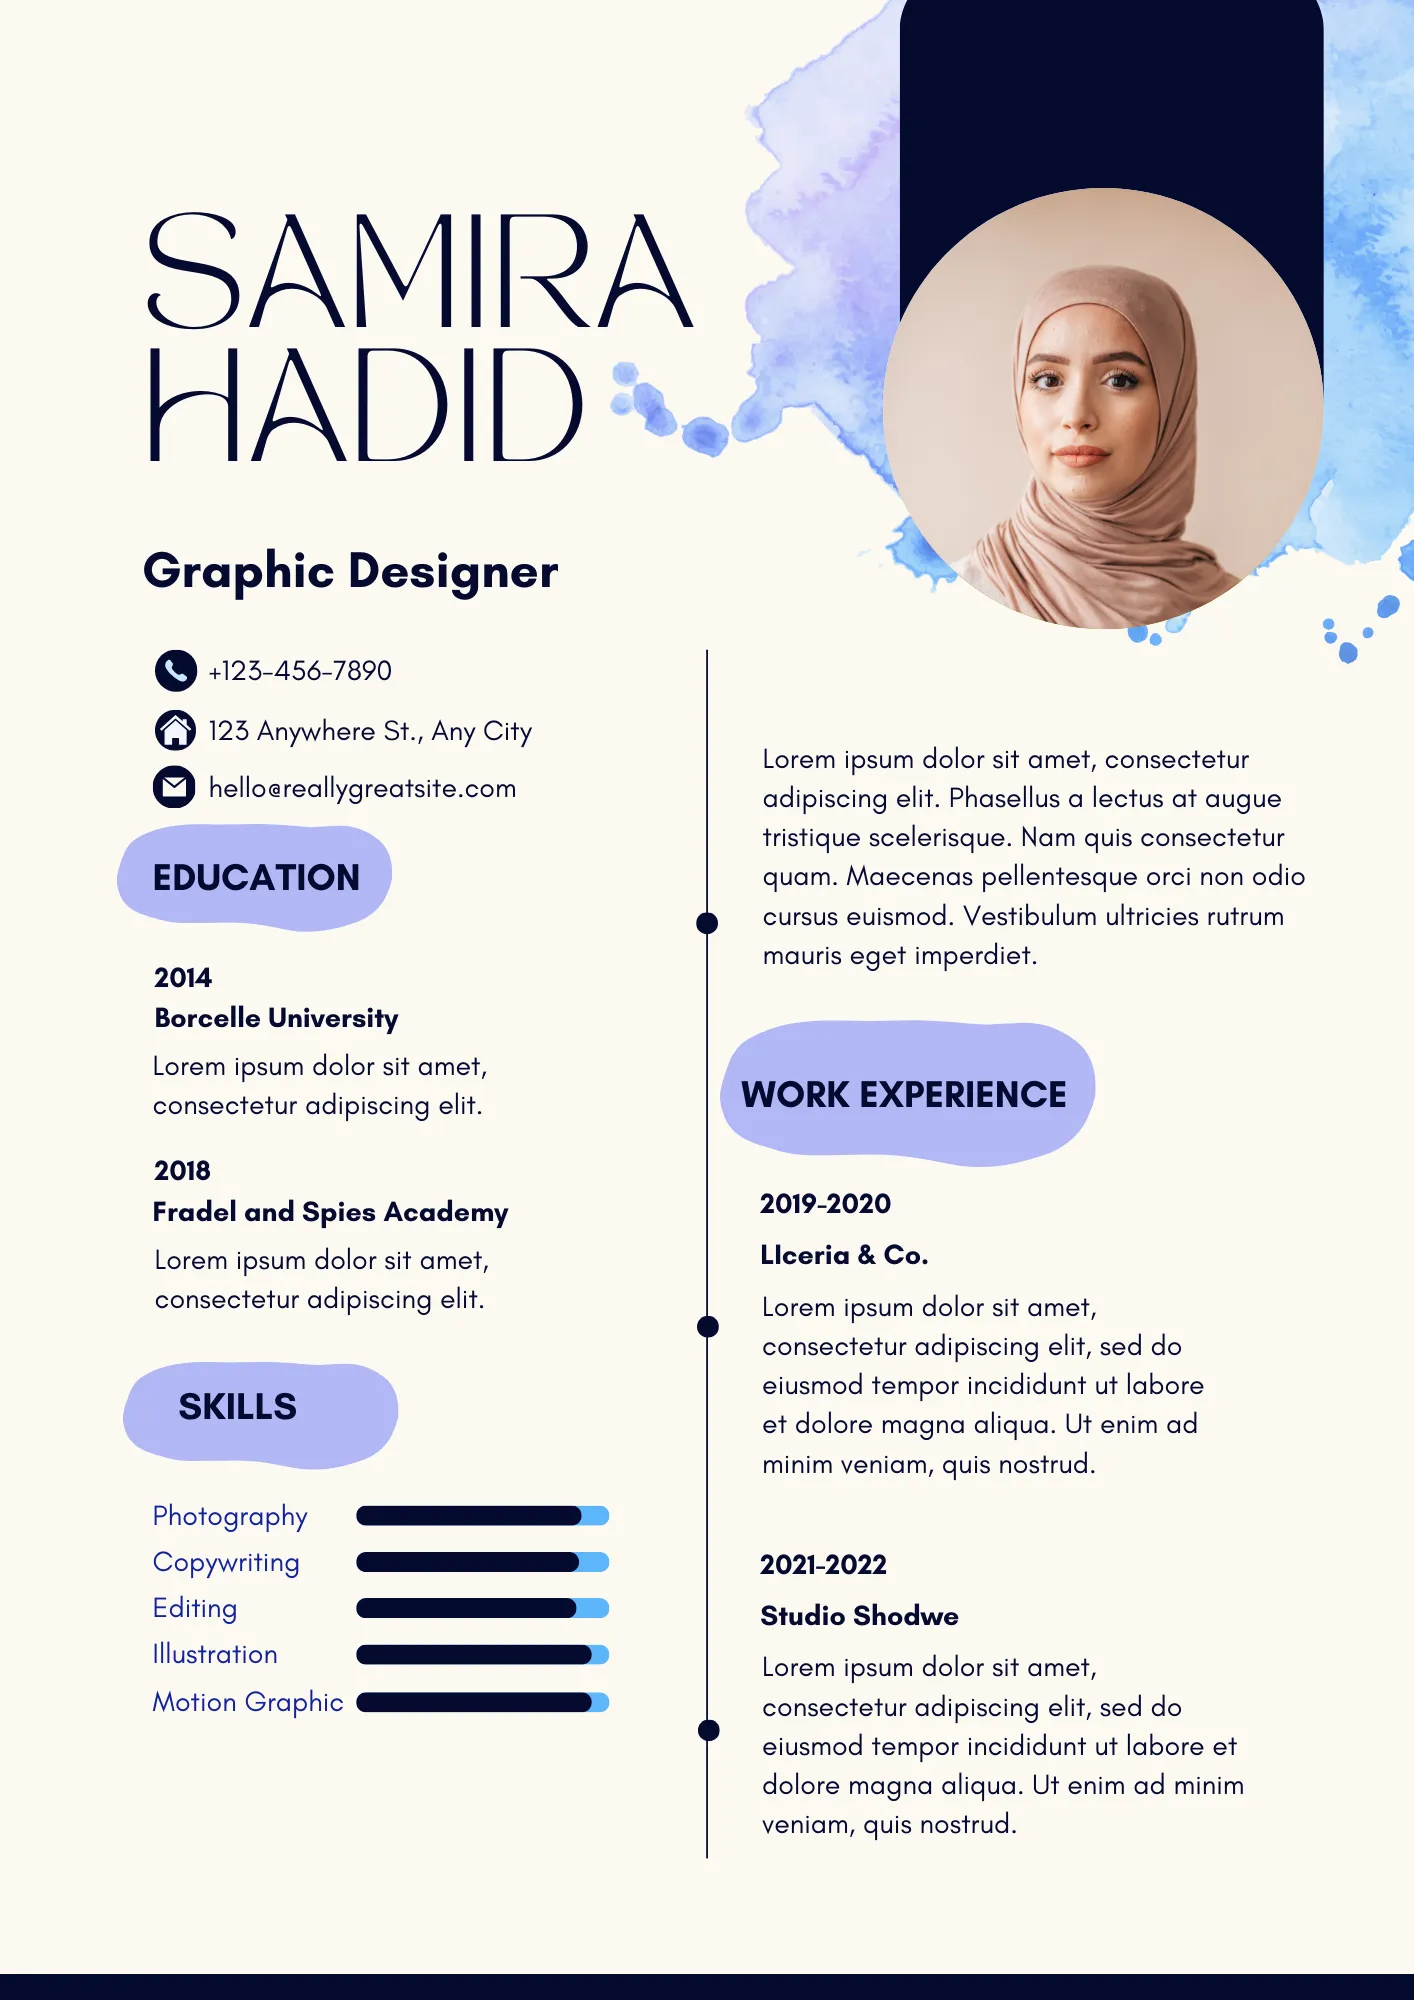 SAMIRA
HADID
Graphic Designer
+123-456-7890
123 Anywhere St., Any City
hello@reallygreatsite.com
EDUCATION
2014
Borcelle University
Lorem ipsum dolor sit amet,
consectetur adipiscing elit.
2018
Fradel and Spies Academy
Lorem ipsum dolor sit amet,
consectetur adipiscing elit.
SKILLS
Photography
Copywriting
Editing
Illustration
Motion Graphic
Lorem ipsum dolor sit amet, consectetur
adipiscing elit. Phasellus a lectus at augue
tristique scelerisque. Nam quis consectetur
quam. Maecenas pellentesque orci non odio
cursus euismod. Vestibulum ultricies rutrum
mauris eget imperdiet.
WORK EXPERIENCE
2019-2020
LIceria & Co.
Lorem ipsum dolor sit amet,
consectetur adipiscing elit, sed do
eiusmod tempor incididunt ut labore
et dolore magna aliqua. Ut enim ad
minim veniam, quis nostrud.
2021-2022
Studio Shodwe
Lorem ipsum dolor sit amet,
consectetur adipiscing elit, sed do
eiusmod tempor incididunt ut labore et
dolore magna aliqua. Ut enim ad minim
veniam, quis nostrud.